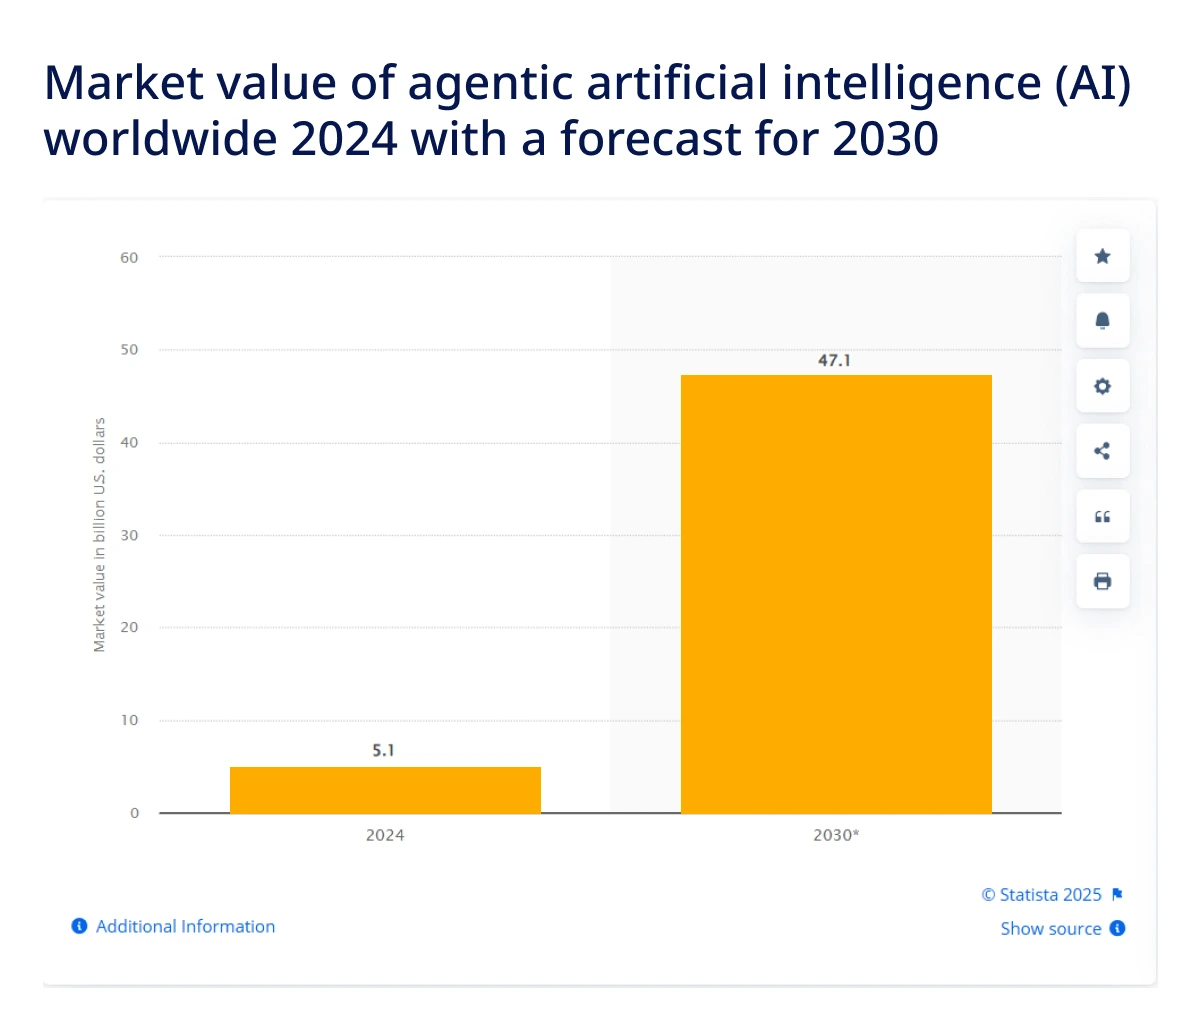 Market value of agentic artificial intelligence (AI)
worldwide 2024 with a forecast for 2030
60
50
40
30
20
10
0
Market value in billion U.S. dollars
5.1
47.1
2024
2030*
© Statista 2025
Additional Information
Show source